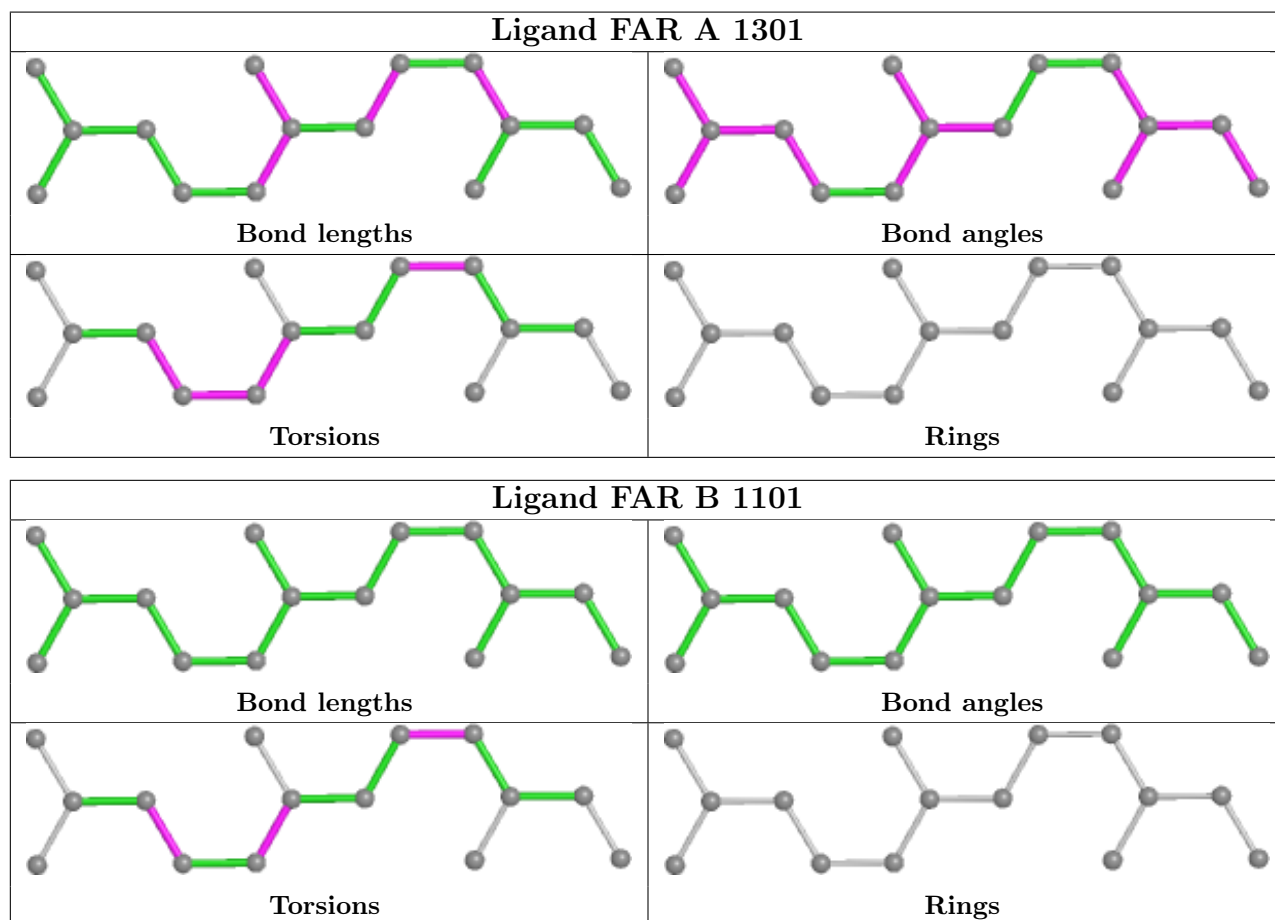 Ligand FAR A 1301
Bond lengths
Bond angles
Torsions
Rings
Ligand FAR B 1101
Bond lengths
Bond angles
Torsions
Rings